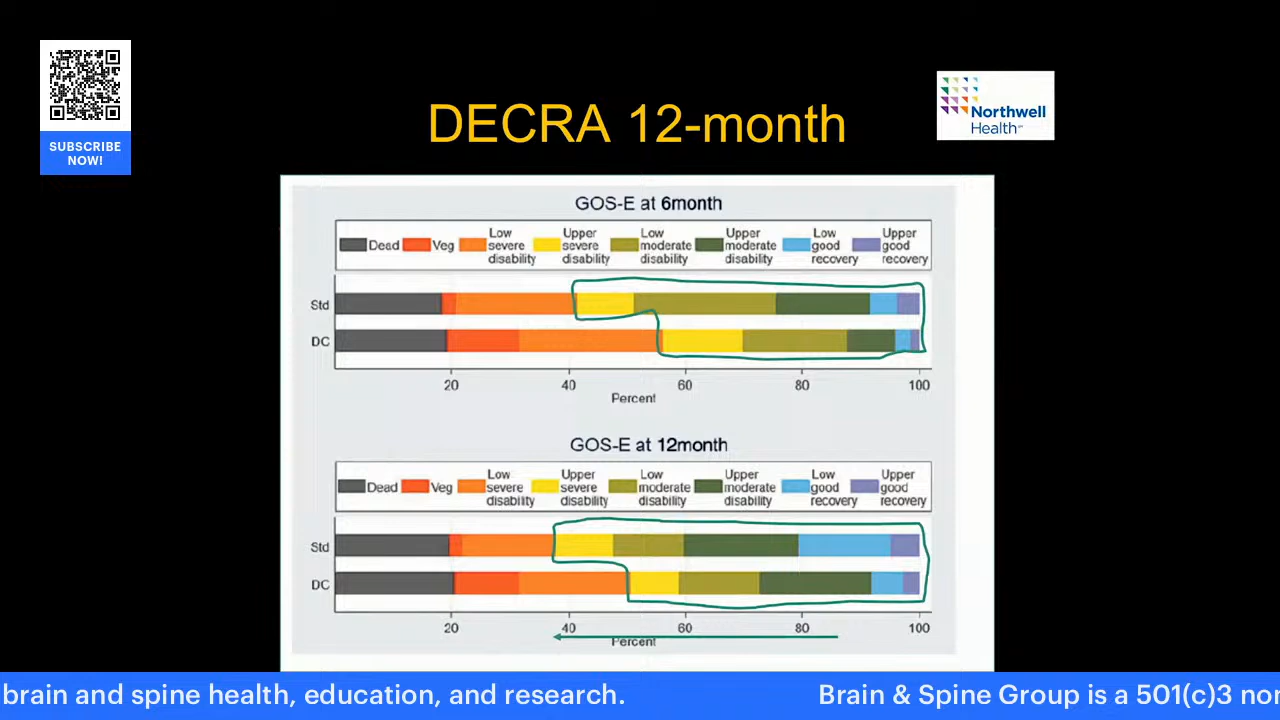 SUBSCRIBE
NOW!
DECRA 12-month
Northwell
Health
GOS-E at 6month
Dead
Veg
Low
severe
disability
Upper
severe
disability
Low
moderate
disability
Upper
moderate
disability
Low
good
recovery
Upper
good
recovery
Std
DC
20 40 60 80 100
Percent
GOS-E at 12month
Dead
Veg
Low
severe
disability
Upper
severe
disability
Low
moderate
disability
Upper
moderate
disability
Low
good
recovery
Upper
good
recovery
Std
DC
20 40 60 80 100
Percent
brain and spine health, education, and research. Brain & Spine Group is a 501(c)3 nor